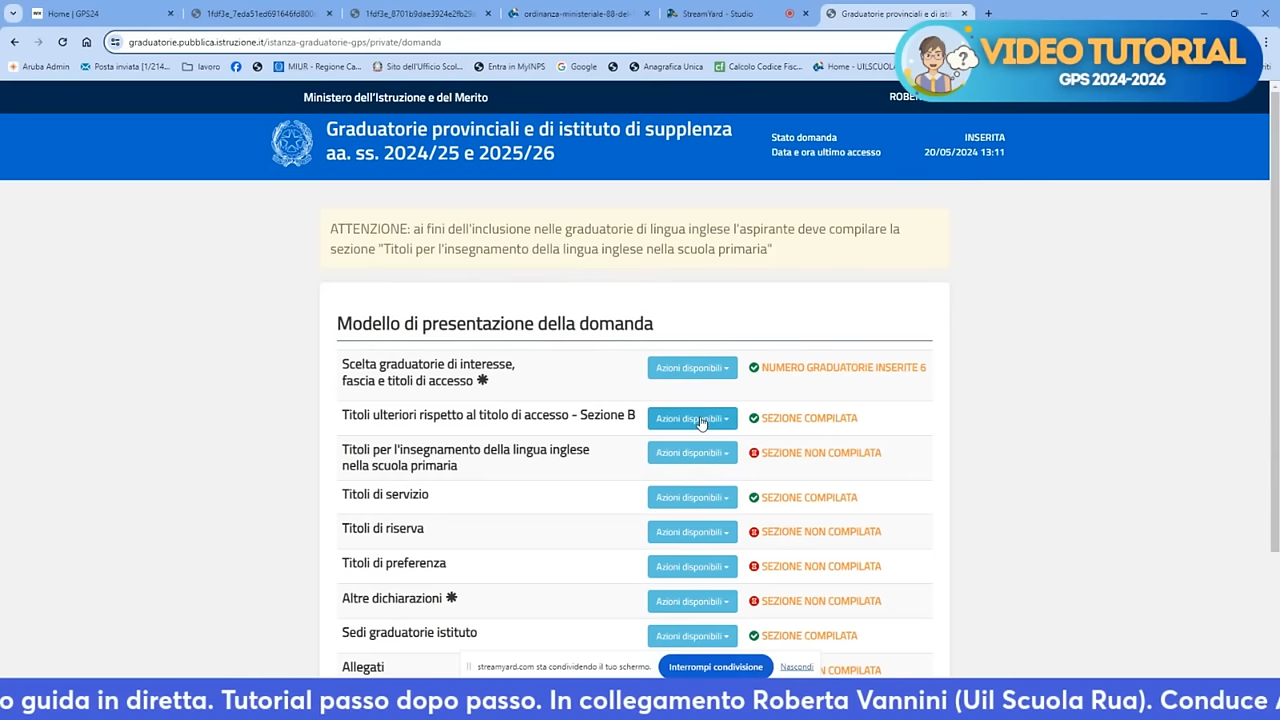 Home | GPS24
1fdf3e_7eda51ed691646fd800
1fdf3e_8701b9dae3924e2fb29
ordinanza-ministeriale-88-del-
StreamYard - Studio
Graduatorie provinciali e di isti
graduatorie.pubblica.istruzione.it/istanza-graduatorie-gps/private/domanda
Aruba Admin
Posta inviata [1/214...
lavoro
MIUR - Regione Ca...
Sito dell'Ufficio Scol...
Entra in MyINPS
Google
Anagrafica Unica
Calcolo Codice Fisc...
Home - UILSCUOLA
VIDEO TUTORIAL
GPS 2024-2026
Ministero dell'Istruzione e del Merito
Graduatorie provinciali e di istituto di supplenza
aa. ss. 2024/25 e 2025/26
Stato domanda INSERITA
Data e ora ultimo accesso 20/05/2024 13:11
ATTENZIONE: ai fini dell'inclusione nelle graduatorie di lingua inglese l'aspirante deve compilare la
sezione "Titoli per l'insegnamento della lingua inglese nella scuola primaria"
Modello di presentazione della domanda
Scelta graduatorie di interesse,
fascia e titoli di accesso ✱
Azioni disponibili
NUMERO GRADUATORIE INSERITE 6
Titoli ulteriori rispetto al titolo di accesso - Sezione B
Azioni disponibili
SEZIONE COMPILATA
Titoli per l'insegnamento della lingua inglese
nella scuola primaria
Azioni disponibili
SEZIONE NON COMPILATA
Titoli di servizio
Azioni disponibili
SEZIONE COMPILATA
Titoli di riserva
Azioni disponibili
SEZIONE NON COMPILATA
Titoli di preferenza
Azioni disponibili
SEZIONE NON COMPILATA
Altre dichiarazioni ✱
Azioni disponibili
SEZIONE NON COMPILATA
Sedi graduatorie istituto
Azioni disponibili
SEZIONE COMPILATA
Allegati
COMPILATA
streamyard.com sta condividendo il tuo schermo.
Interrompi condivisione
Nascondi
o guida in diretta. Tutorial passo dopo passo. In collegamento Roberta Vannini (Uil Scuola Rua). Conduce